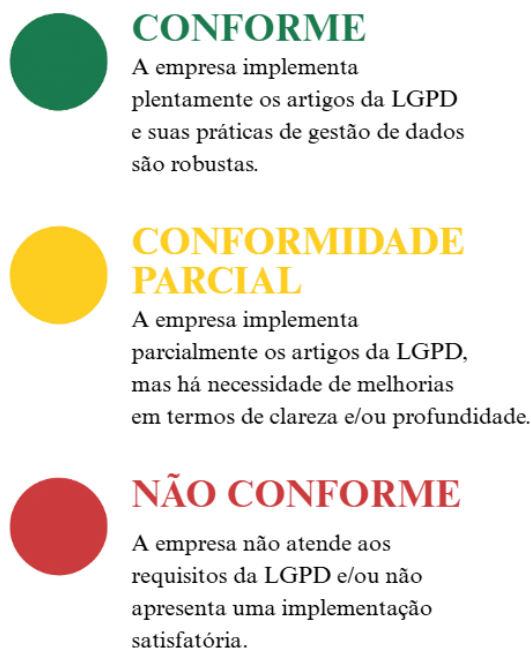 CONFORME
A empresa implementa
plentamente os artigos da LGPD
e suas práticas de gestão de dados
são robustas.
CONFORMIDADE
PARCIAL
A empresa implementa
parcialmente os artigos da LGPD,
mas há necessidade de melhorias
em termos de clareza e/ou profundidade.
NÃO CONFORME
A empresa não atende aos
requisitos da LGPD e/ou não
apresenta uma implementação
satisfatória.